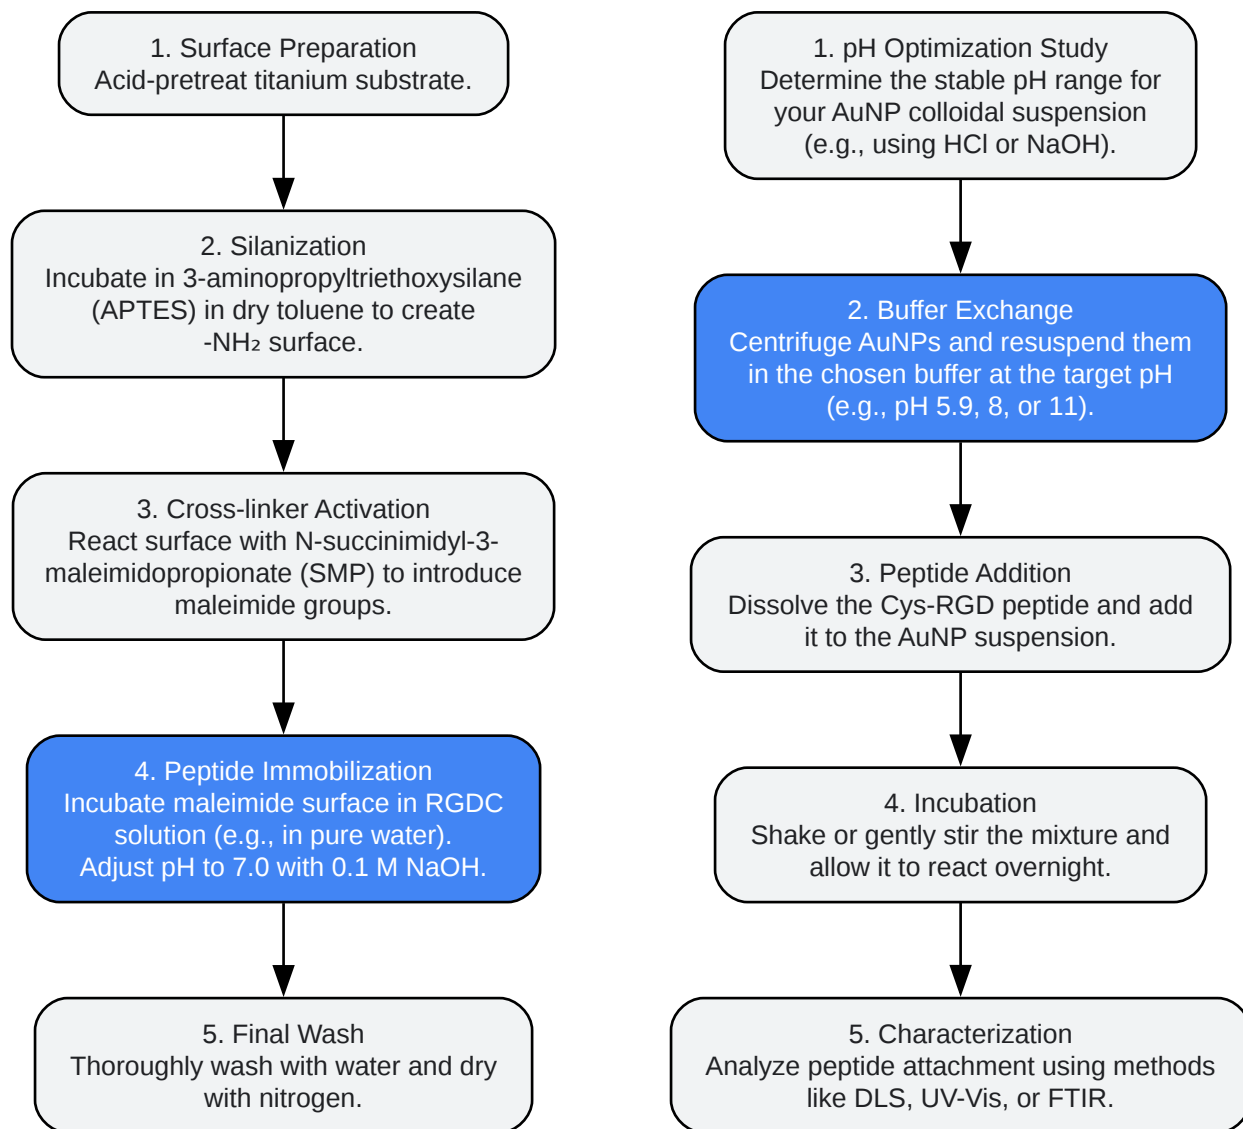 1. Surface Preparation
Acid-pretreat titanium substrate.
2. Silanization
Incubate in 3-aminopropyltriethoxysilane
(APTES) in dry toluene to create
-NH₂ surface.
3. Cross-linker Activation
React surface with N-succinimidyl-3-
maleimidopropionate (SMP) to introduce
maleimide groups.
4. Peptide Immobilization
Incubate maleimide surface in RGDC
solution (e.g., in pure water).
Adjust pH to 7.0 with 0.1 M NaOH.
5. Final Wash
Thoroughly wash with water and dry
with nitrogen.
1. pH Optimization Study
Determine the stable pH range for
your AuNP colloidal suspension
(e.g., using HCl or NaOH).
2. Buffer Exchange
Centrifuge AuNPs and resuspend them
in the chosen buffer at the target pH
(e.g., pH 5.9, 8, or 11).
3. Peptide Addition
Dissolve the Cys-RGD peptide and add
it to the AuNP suspension.
4. Incubation
Shake or gently stir the mixture and
allow it to react overnight.
5. Characterization
Analyze peptide attachment using methods
like DLS, UV-Vis, or FTIR.